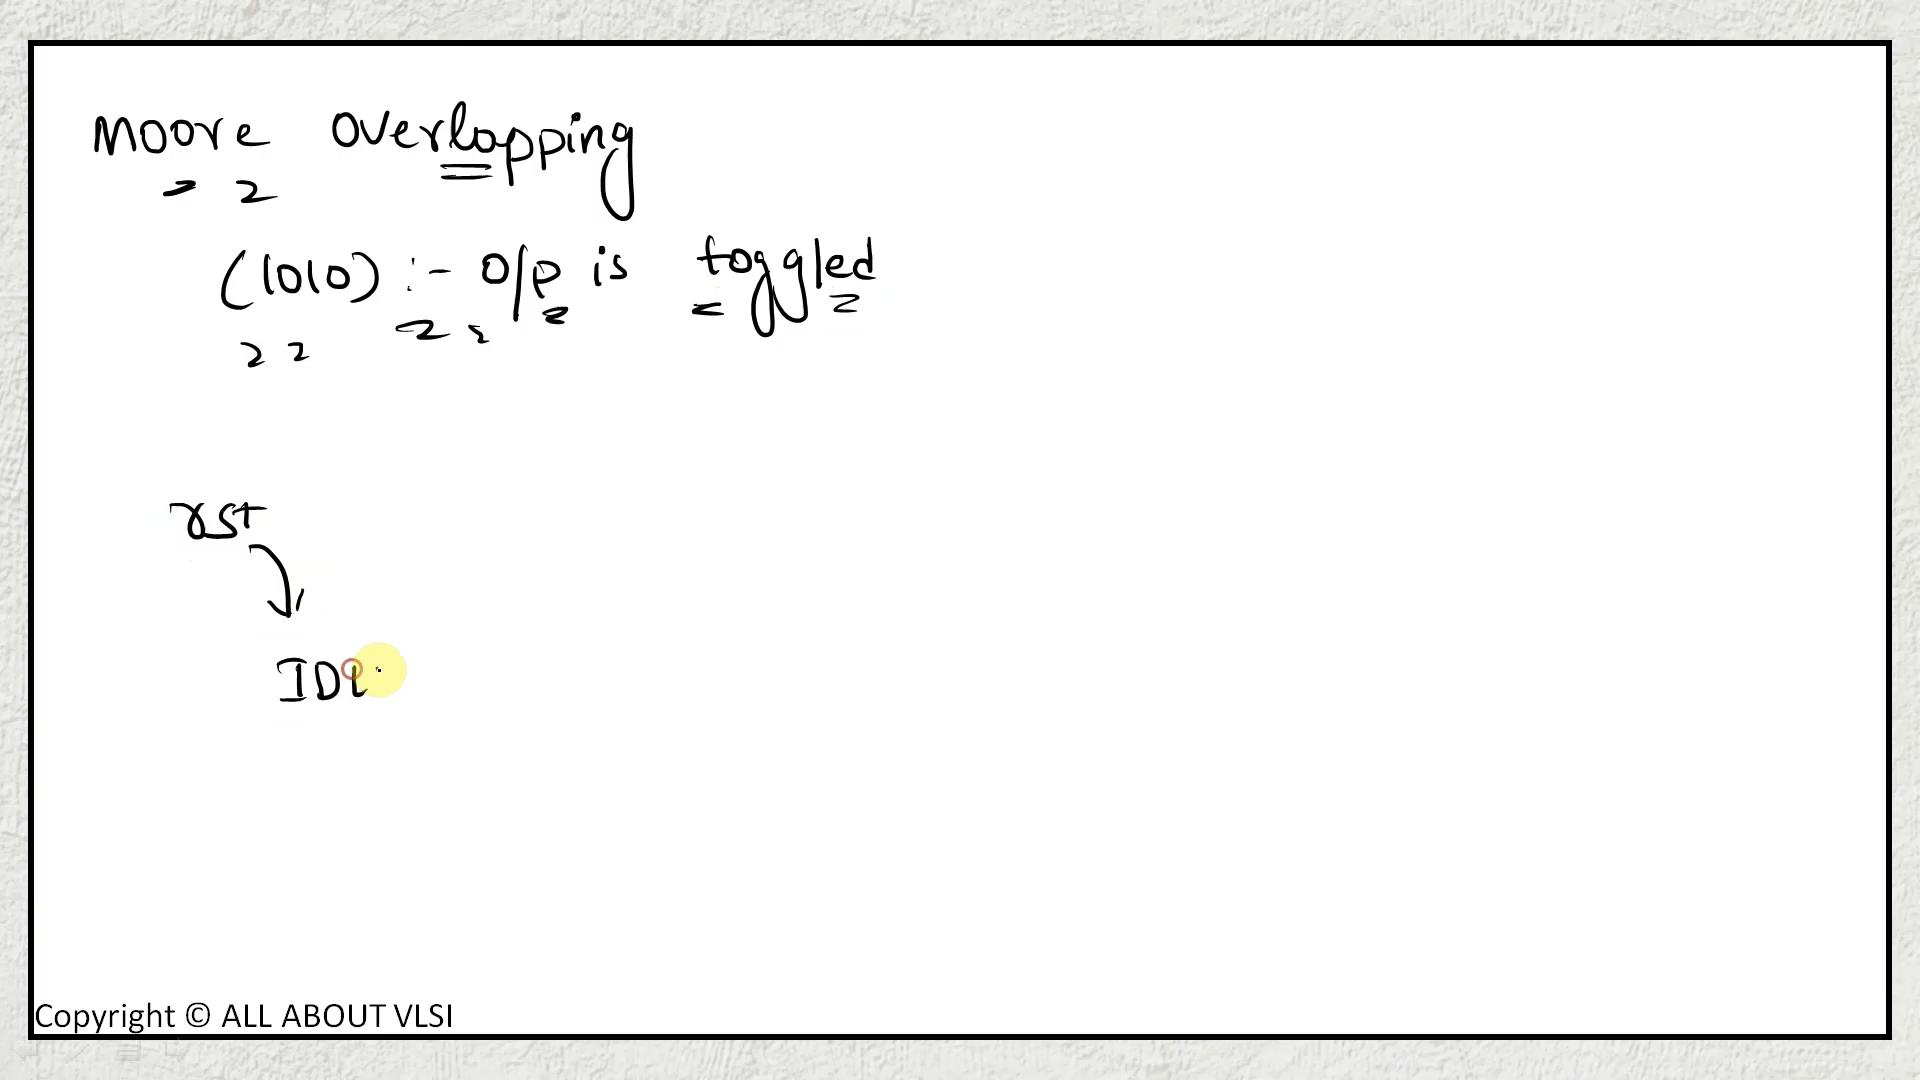 Moore overlapping
(1010) :- O/P is toggled
rst
IDL
Copyright © ALL ABOUT VLSI